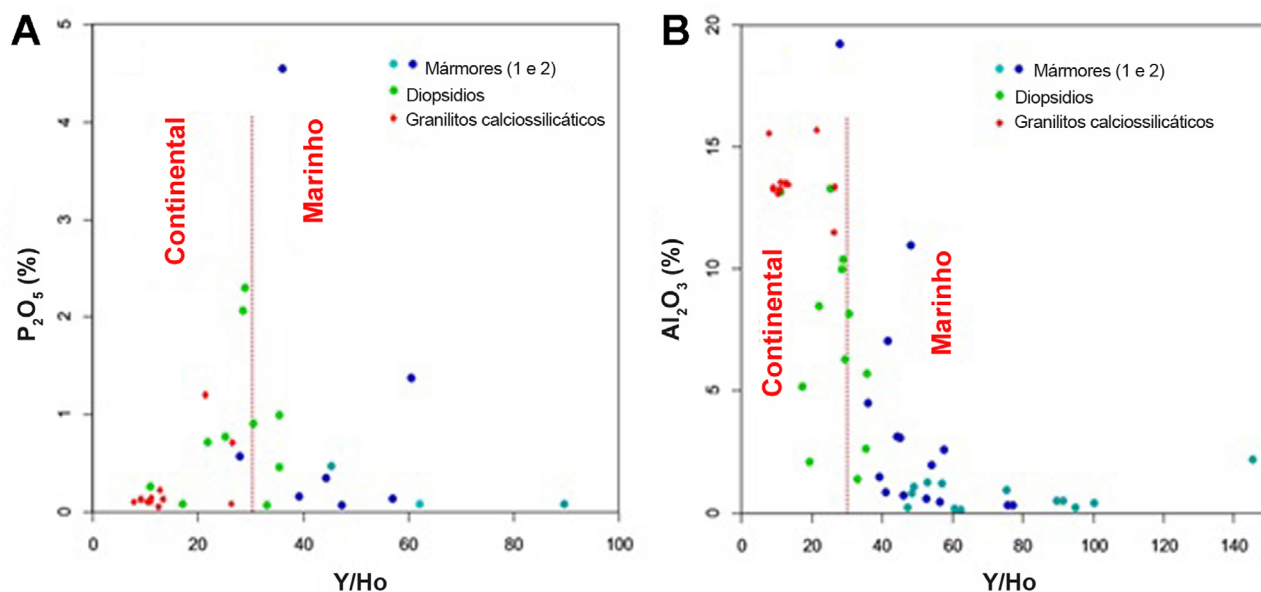 A
P2O5 (%)
5
4
3
2
1
0
Continental
Marinho
Mármores (1 e 2)
Diopsidios
Granilitos calciossilicáticos
0 20 40 60 80 100
Y/Ho
B
Al2O3 (%)
20
15
10
5
0
Continental
Marinho
Mármores (1 e 2)
Diopsidios
Granilitos calciossilicáticos
0 20 40 60 80 100 120 140
Y/Ho